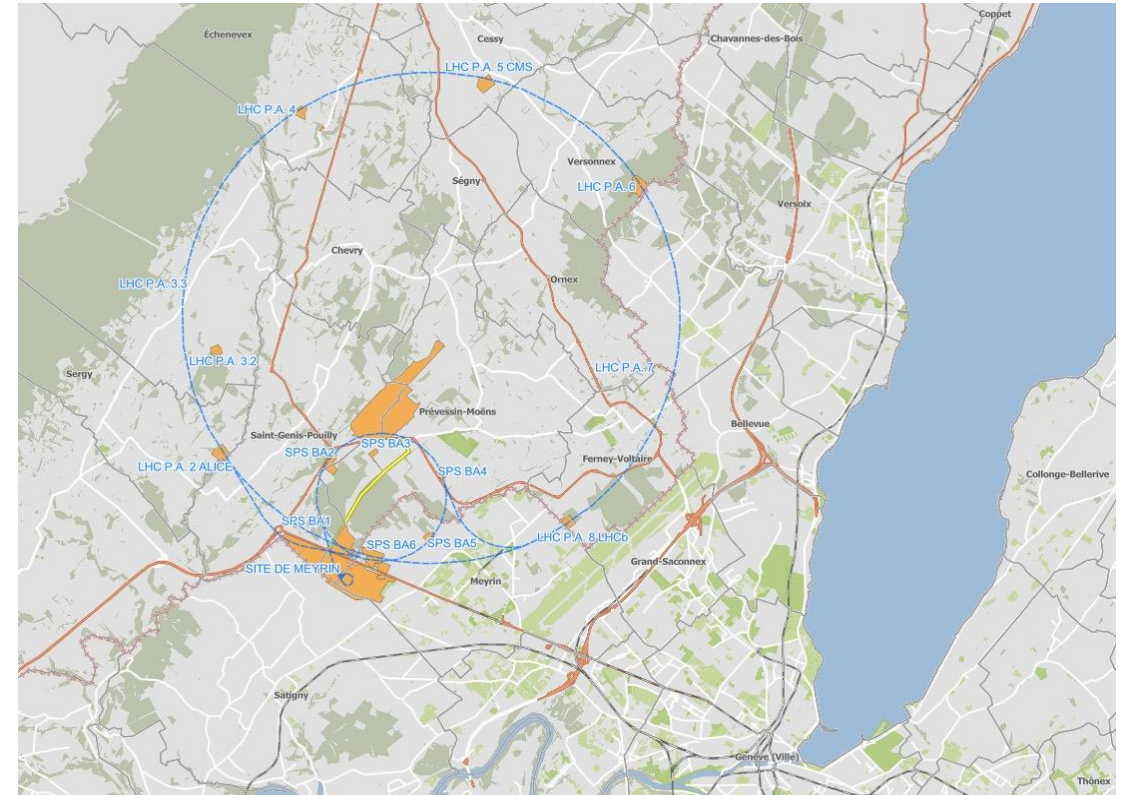 Coppet
Échenevex
Cessy
Chavannes-des-Bois
LHC P.A. 5 CMS
LHC P.A. 4
Versonnex
Ségny
LHC P.A. 6
Versoix
Chevry
Ornex
LHC P.A. 3.3
LHC P.A. 3.2
LHC P.A. 7
Sergy
Prévessin-Moëns
Bellevue
Saint-Genis-Pouilly
SPS BA3
SPS BA2
Ferney-Voltaire
LHC P.A. 2 ALICE
SPS BA4
Collonge-Bellerive
SPS BA1
LHC P.A. 8 LHCb
SPS BA6
SPS BA5
Grand-Saconnex
SITE DE MEYRIN
Meyrin
Satigny
Genève (Ville)
Thônex